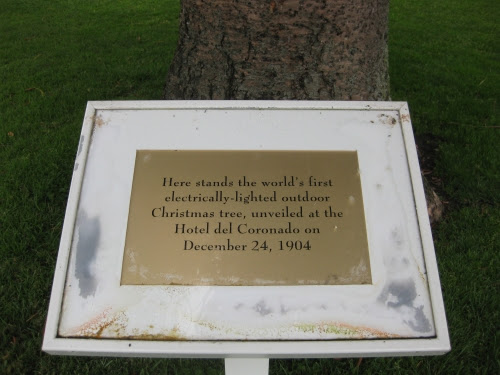 Here stands the world's first
electrically-lighted outdoor
Christmas tree, unveiled at the
Hotel del Coronado on
December 24, 1904